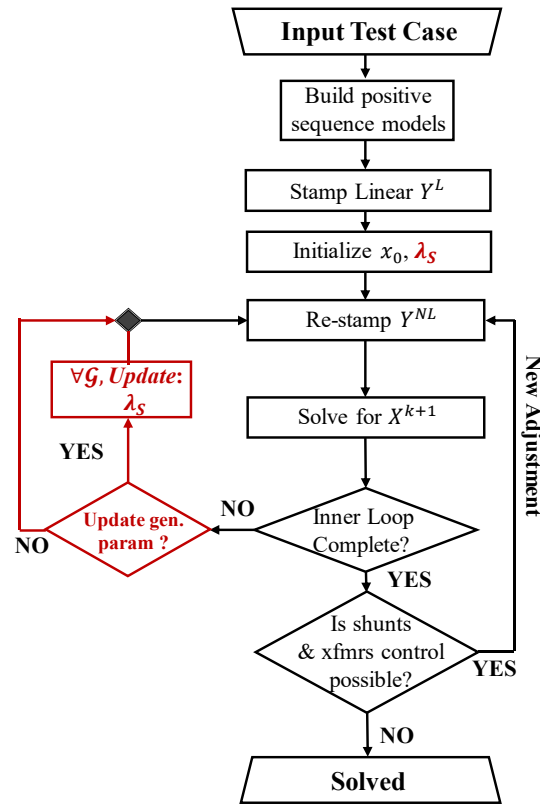 Input Test Case
Build positive
sequence models
Stamp Linear Y^L
Initialize x_0, λ_S
Re-stamp Y^{NL}
∀G, Update:
λ_S
Solve for X^{k+1}
New Adjustment
YES
NO
Update gen.
param ?
NO
Inner Loop
Complete?
YES
Is shunts
& xfmrs control
possible?
YES
NO
Solved